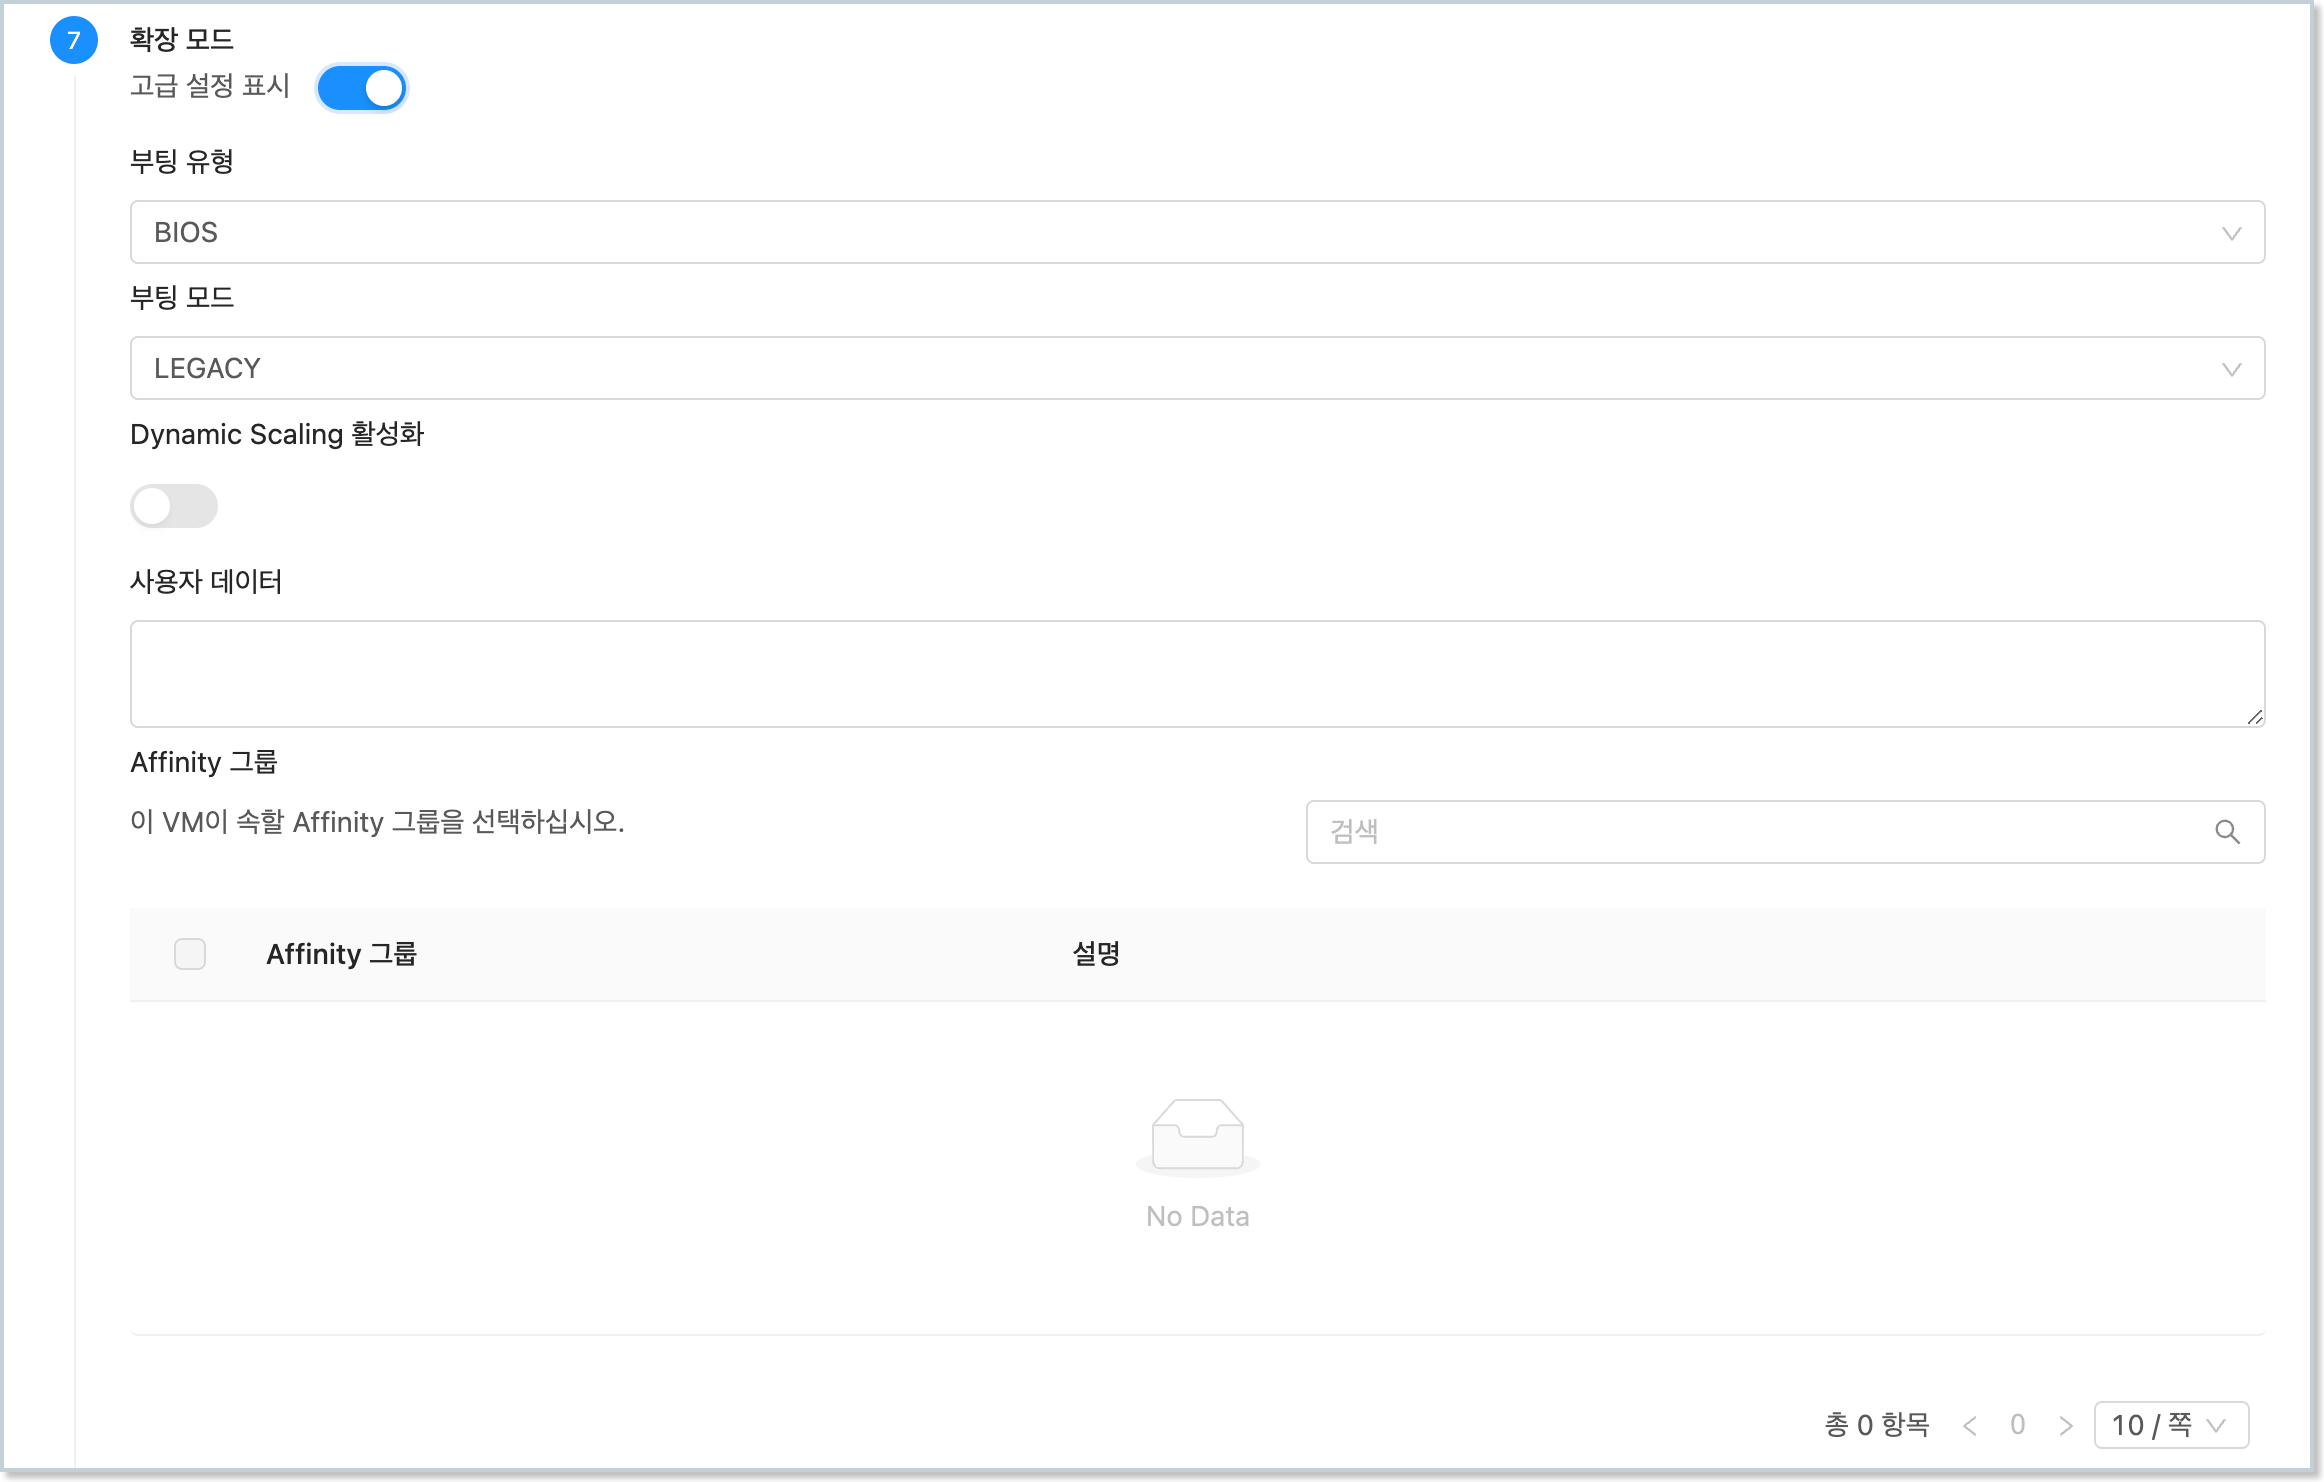 7
확장 모드
고급 설정 표시
부팅 유형
BIOS
부팅 모드
LEGACY
Dynamic Scaling 활성화
사용자 데이터
Affinity 그룹
이 VM이 속할 Affinity 그룹을 선택하십시오.
검색
Affinity 그룹 설명
No Data
총 0 항목 < 0 > 10 / 쪽